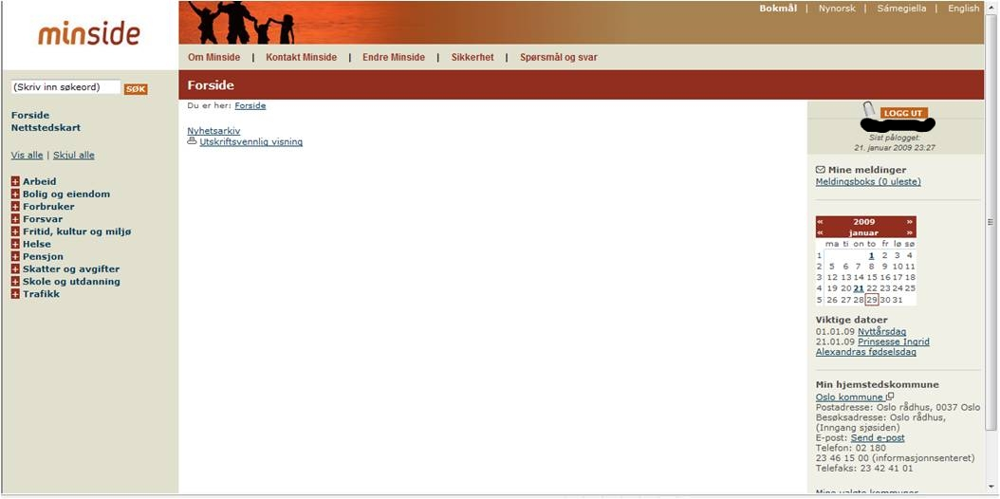 minside
Bokmål | Nynorsk | Sámegiella | English
Om Minside | Kontakt Minside | Endre Minside | Sikkerhet | Spørsmål og svar
(Skriv inn søkeord) SØK
Forside
Nettstedskart
Vis alle | Skjul alle
Arbeid
Bolig og eiendom
Forbruker
Forsvar
Fritid, kultur og miljø
Helse
Pensjon
Skatter og avgifter
Skole og utdanning
Trafikk
Forside
Du er her: Forside
Nyhetsarkiv
Utskriftsvennlig visning
LOGG UT
Sist pålogget:
21. januar 2009 23:27
Mine meldinger
Meldingsboks (0 uleste)
« 2009 »
« januar »
ma ti on to fr lø sø
1 1 2 3 4
2 5 6 7 8 9 10 11
3 12 13 14 15 16 17 18
4 19 20 21 22 23 24 25
5 26 27 28 29 30 31
Viktige datoer
01.01.09 Nyttårsdag
21.01.09 Prinsesse Ingrid
Alexandras fødselsdag
Min hjemstedskommune
Oslo kommune
Postadresse: Oslo rådhus, 0037 Oslo
Besøksadresse: Oslo rådhus,
(Inngang sjøsiden)
E-post: Send e-post
Telefon: 02 180
23 46 15 00 (informasjonnsenteret)
Telefaks: 23 42 41 01
Mine valgte kommuner